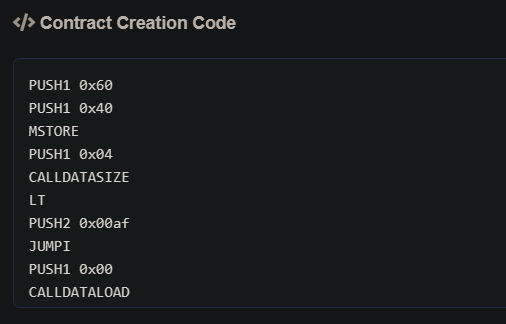 </> Contract Creation Code
PUSH1 0x60
PUSH1 0x40
MSTORE
PUSH1 0x04
CALLDATASIZE
LT
PUSH2 0x00af
JUMPI
PUSH1 0x00
CALLDATALOAD